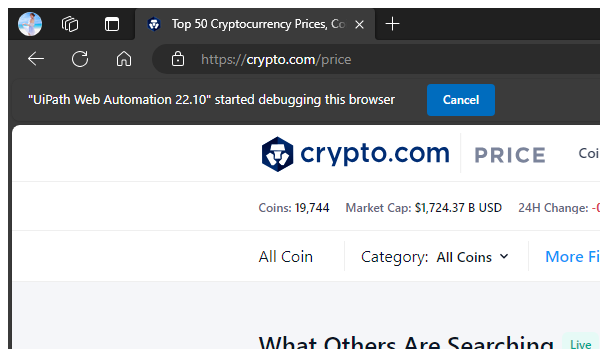 Top 50 Cryptocurrency Prices, Co
https://crypto.com/price
"UiPath Web Automation 22.10" started debugging this browser
Cancel
crypto.com PRICE Coi
Coins: 19,744 Market Cap: $1,724.37 B USD 24H Change: -0
All Coin Category: All Coins More Fi
What Others Are Searching Live